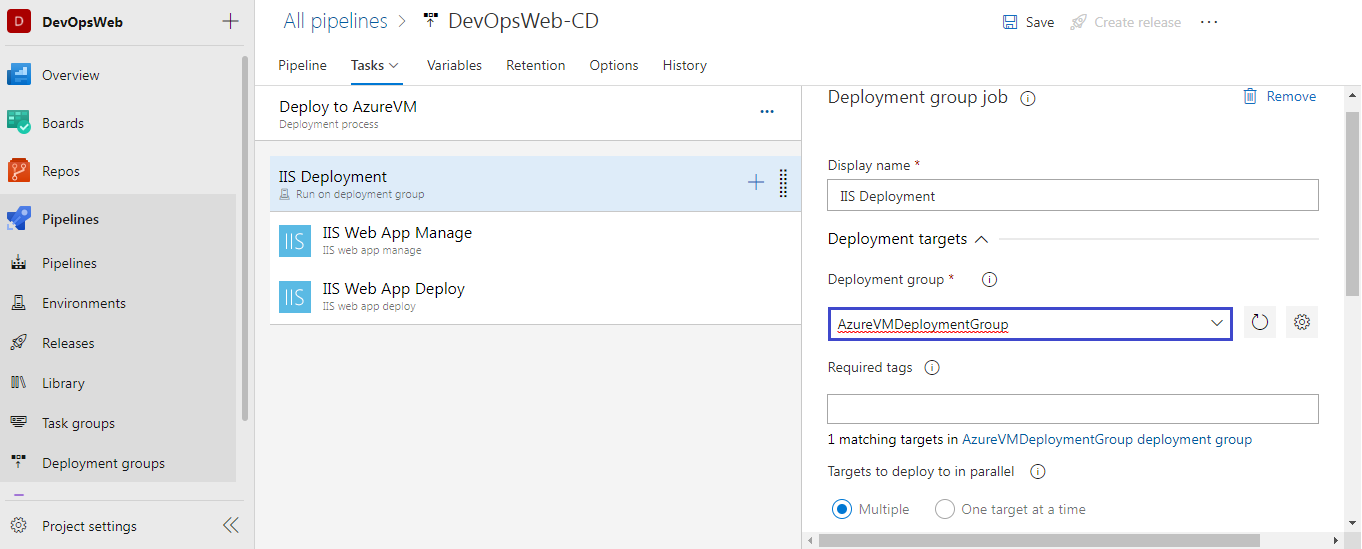 D DevOpsWeb
Overview
Boards
Repos
Pipelines
Pipelines
Environments
Releases
Library
Task groups
Deployment groups
Project settings
All pipelines > DevOpsWeb-CD
Save Create release ...
Pipeline Tasks Variables Retention Options History
Deploy to AzureVM
Deployment process
IIS Deployment
Run on deployment group
IIS IIS Web App Manage
IIS web app manage
IIS IIS Web App Deploy
IIS web app deploy
Deployment group job Remove
Display name *
IIS Deployment
Deployment targets
Deployment group *
AzureVMDeploymentGroup
Required tags
1 matching targets in AzureVMDeploymentGroup deployment group
Targets to deploy to in parallel
Multiple One target at a time